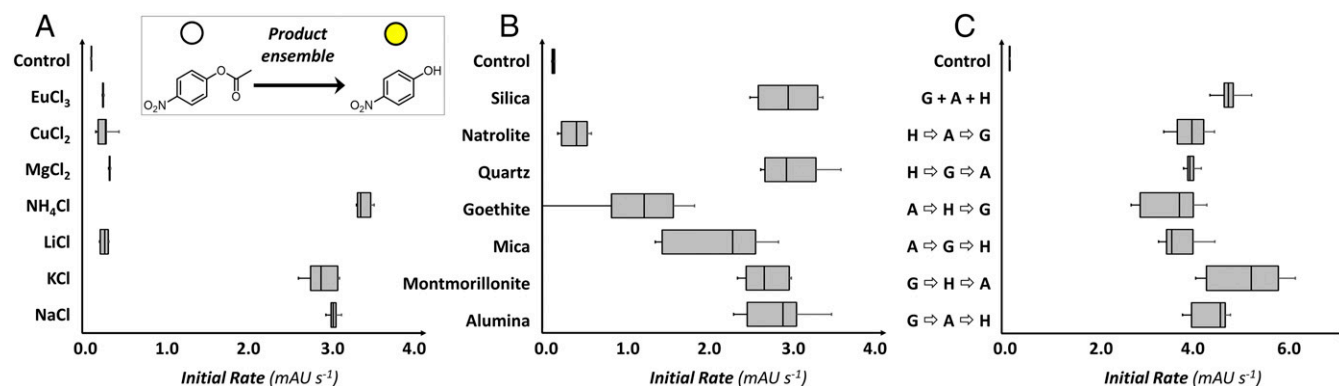 A
Product
ensemble
O
O
NO₂
OH
NO₂
Control
EuCl₃
CuCl₂
MgCl₂
NH₄Cl
LiCl
KCl
NaCl
0.0 1.0 2.0 3.0 4.0
Initial Rate (mAU s⁻¹)
B
Control
Silica
Natrolite
Quartz
Goethite
Mica
Montmorillonite
Alumina
0.0 1.0 2.0 3.0 4.0
Initial Rate (mAU s⁻¹)
C
Control
G + A + H
H ⇨ A ⇨ G
H ⇨ G ⇨ A
A ⇨ H ⇨ G
A ⇨ G ⇨ H
G ⇨ H ⇨ A
G ⇨ A ⇨ H
0.0 2.0 4.0 6.0
Initial Rate (mAU s⁻¹)